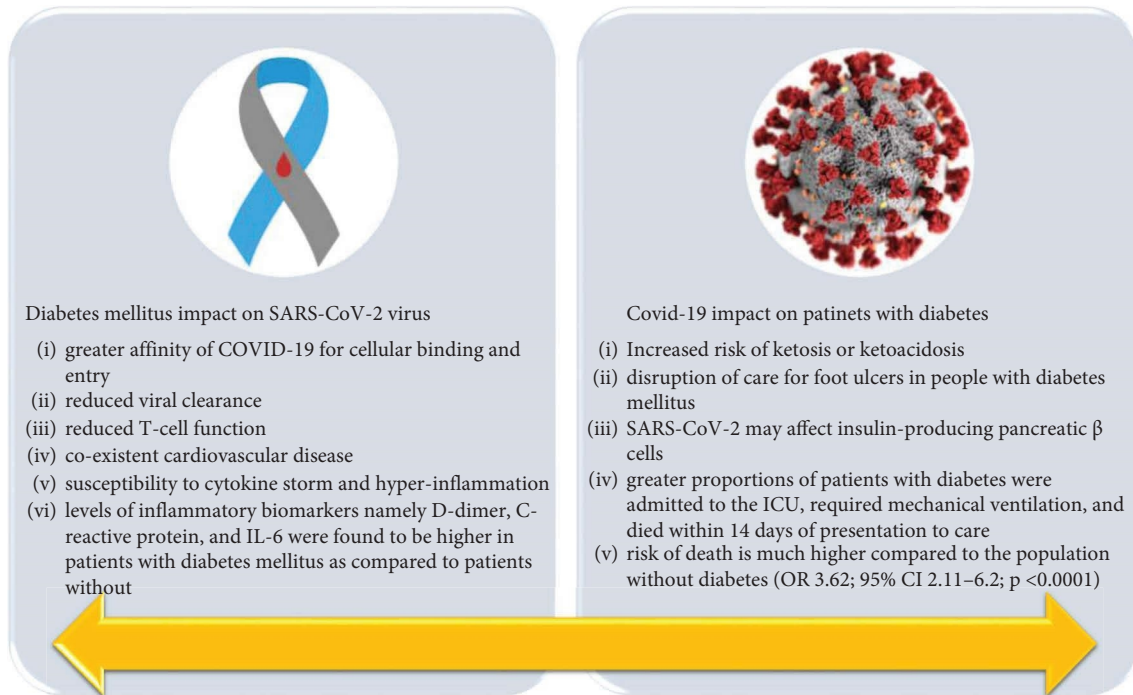 Diabetes mellitus impact on SARS-CoV-2 virus
(i) greater affinity of COVID-19 for cellular binding and
entry
(ii) reduced viral clearance
(iii) reduced T-cell function
(iv) co-existent cardiovascular disease
(v) susceptibility to cytokine storm and hyper-inflammation
(vi) levels of inflammatory biomarkers namely D-dimer, C-
reactive protein, and IL-6 were found to be higher in
patients with diabetes mellitus as compared to patients
without
Covid-19 impact on patinets with diabetes
(i) Increased risk of ketosis or ketoacidosis
(ii) disruption of care for foot ulcers in people with diabetes
mellitus
(iii) SARS-CoV-2 may affect insulin-producing pancreatic β
cells
(iv) greater proportions of patients with diabetes were
admitted to the ICU, required mechanical ventilation, and
died within 14 days of presentation to care
(v) risk of death is much higher compared to the population
without diabetes (OR 3.62; 95% CI 2.11–6.2; p <0.0001)